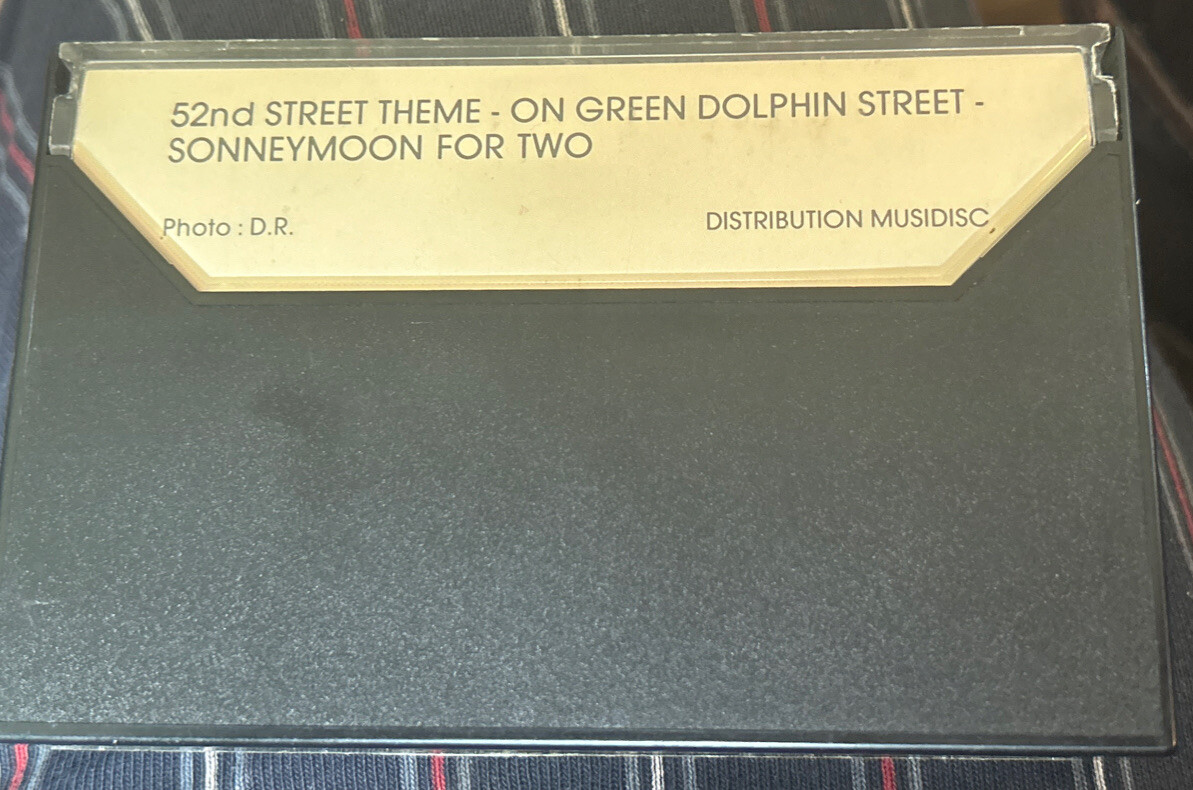 52nd STREET THEME - ON GREEN DOLPHIN STREET -
SONNEYMOON FOR TWO
Photo : D.R.
DISTRIBUTION MUSIDISC